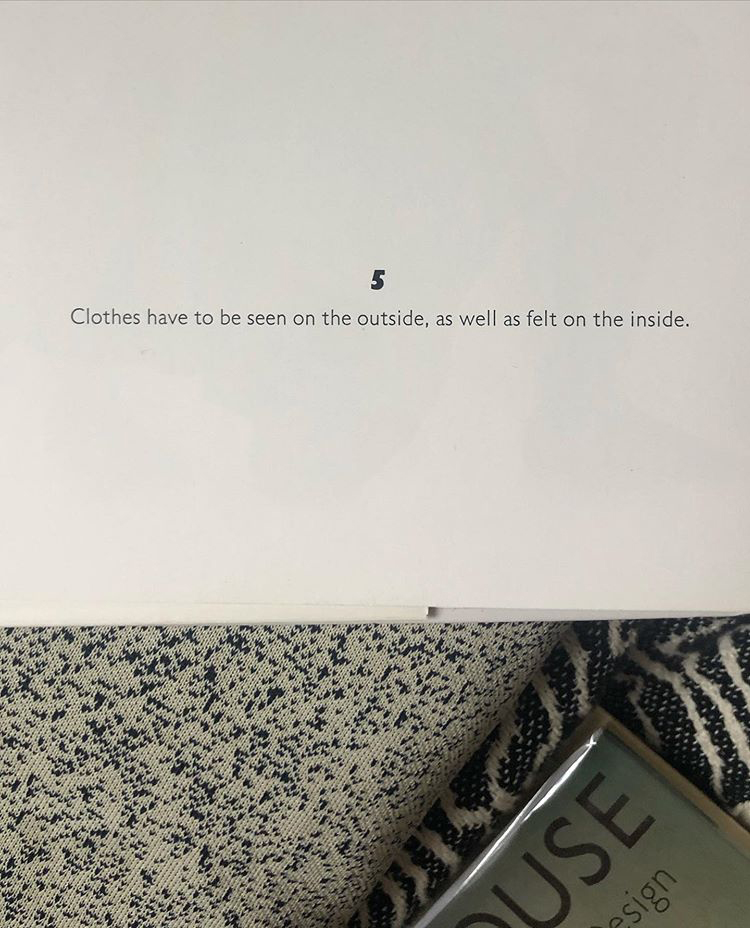 5
Clothes have to be seen on the outside, as well as felt on the inside.
OUSE
esign